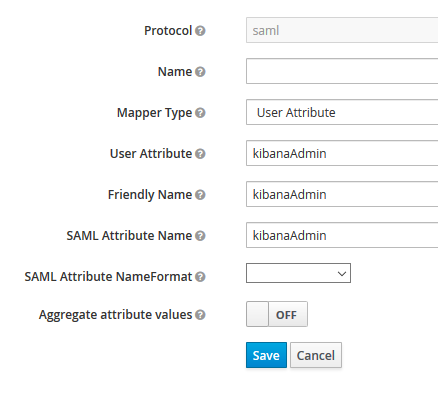 Protocol saml
Name
Mapper Type User Attribute
User Attribute kibanaAdmin
Friendly Name kibanaAdmin
SAML Attribute Name kibanaAdmin
SAML Attribute NameFormat
Aggregate attribute values OFF
Save Cancel